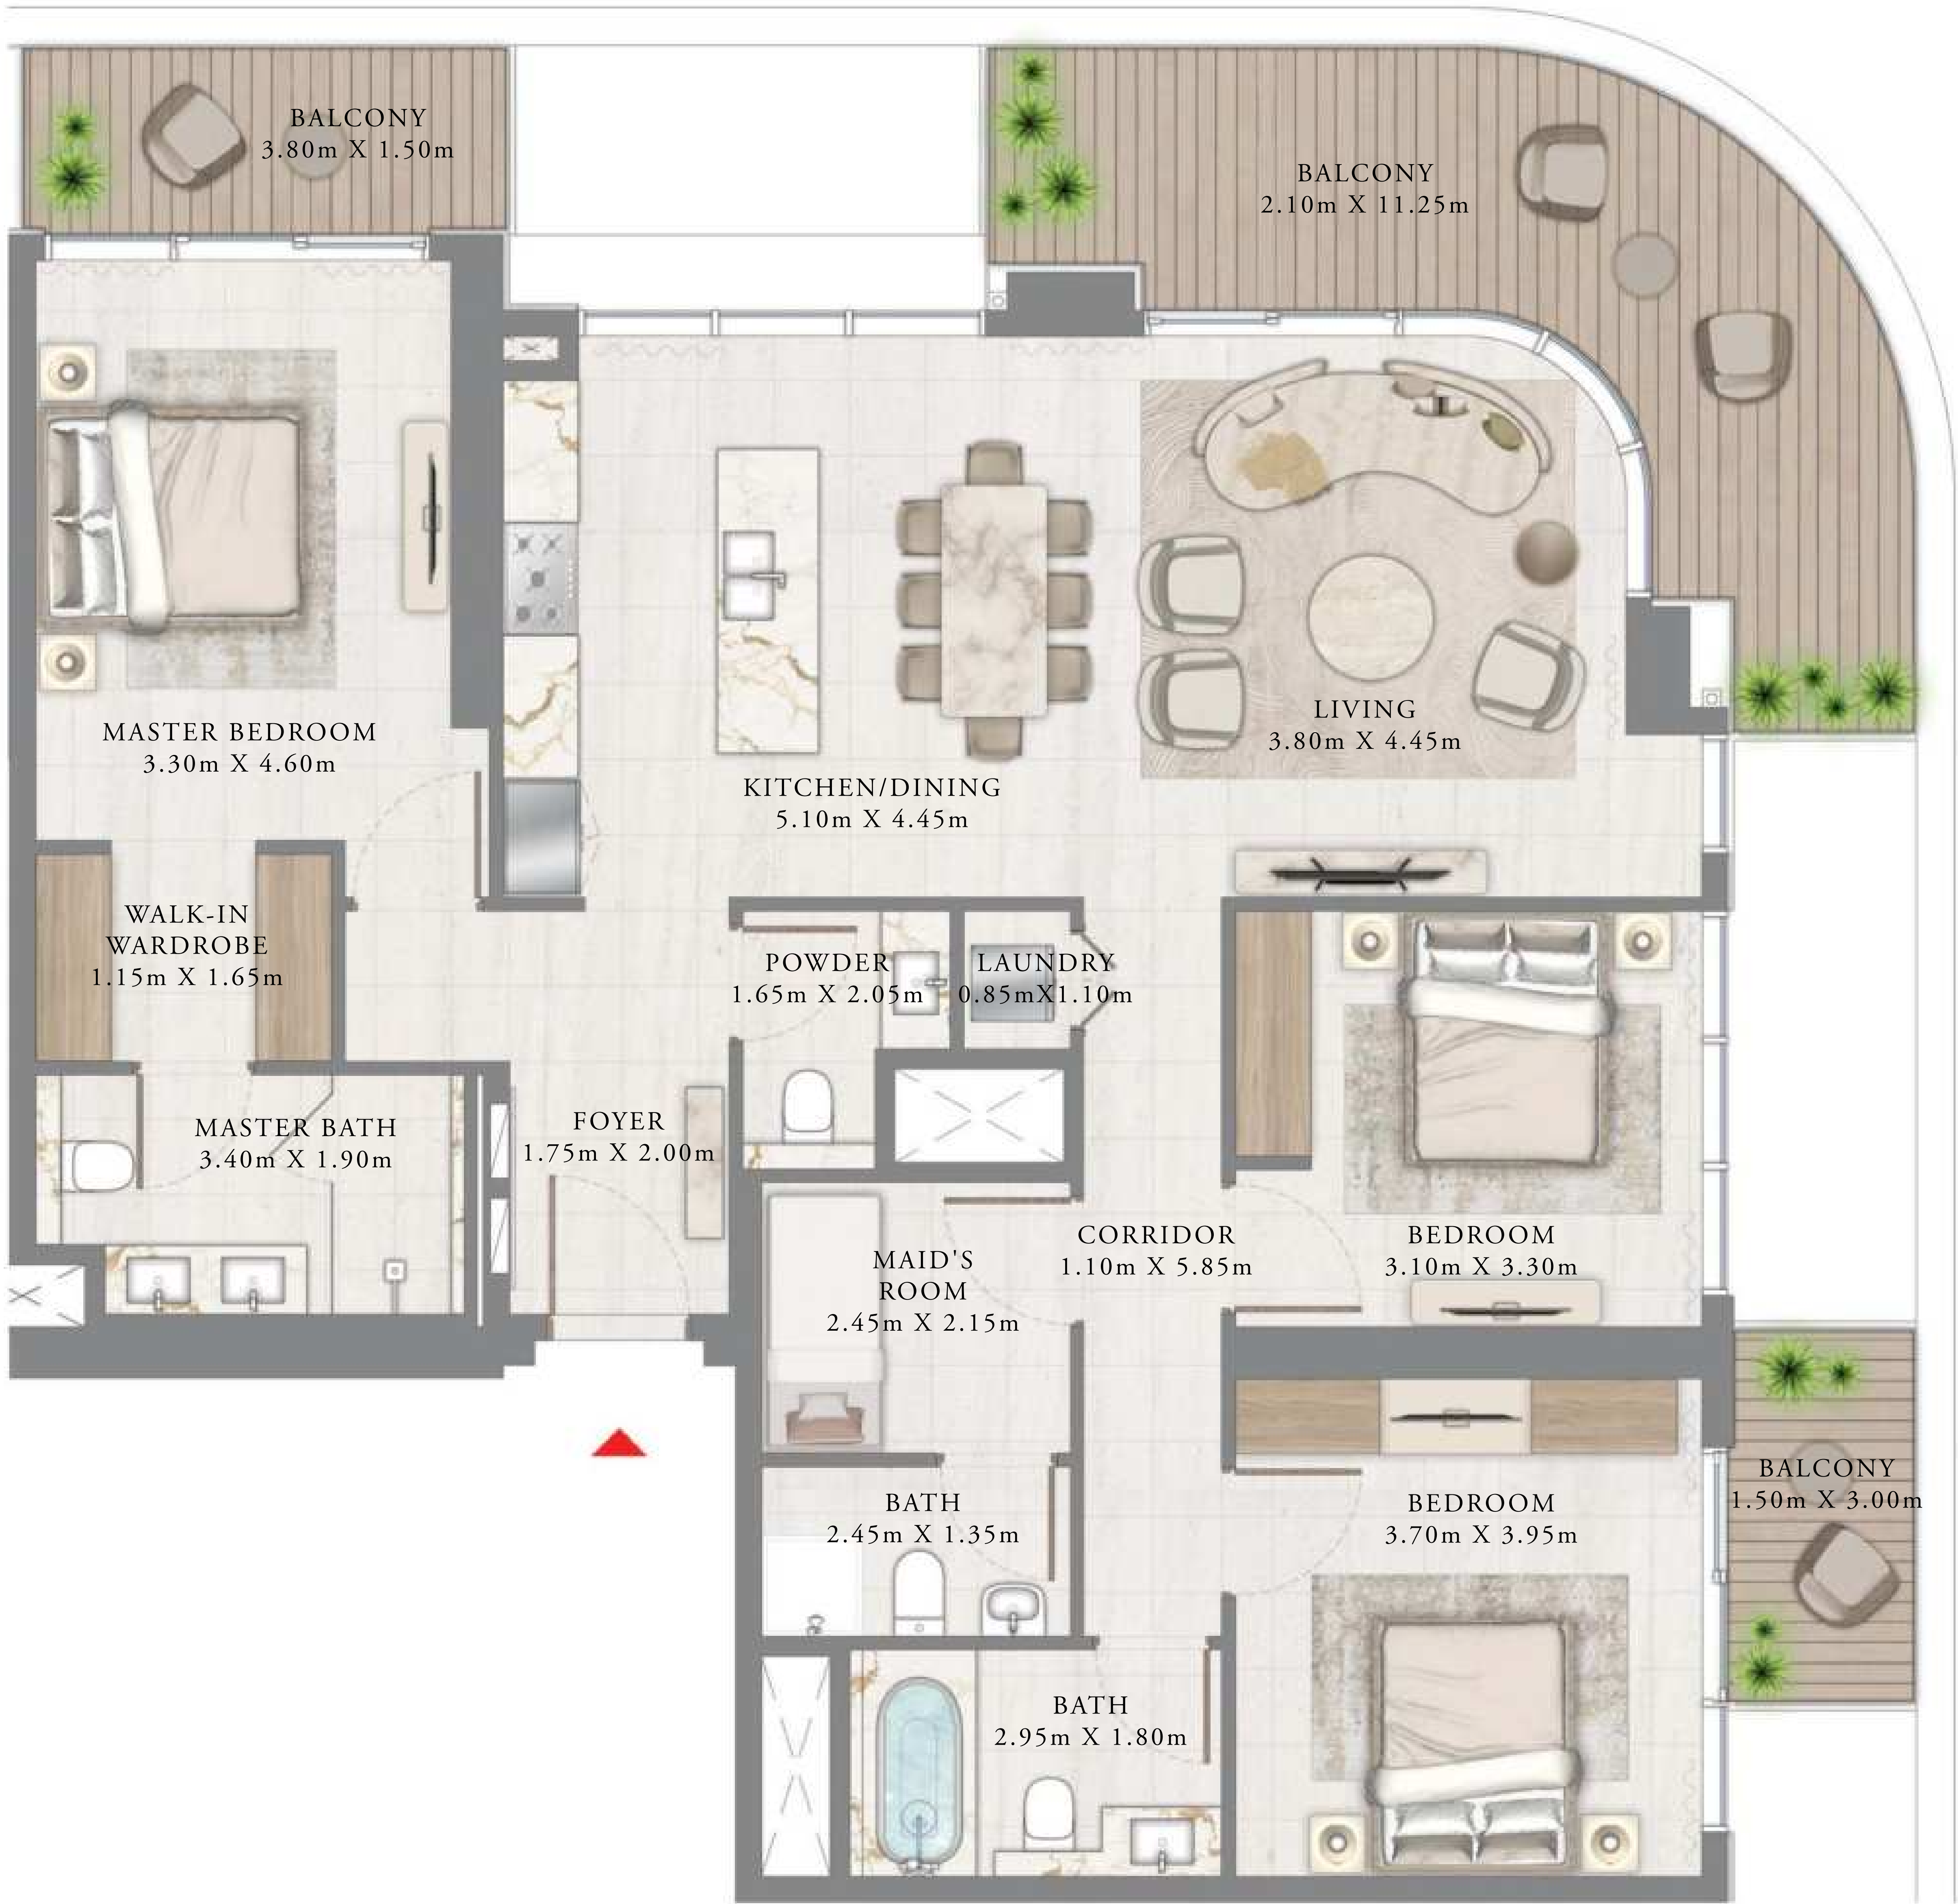 BALCONY
3.80m X 1.50m
BALCONY
2.10m X 11.25m
MASTER BEDROOM
3.30m X 4.60m
LIVING
3.80m X 4.45m
KITCHEN/DINING
5.10m X 4.45m
WALK-IN
WARDROBE
1.15m X 1.65m
POWDER
1.65m X 2.05m
LAUNDRY
0.85mX1.10m
MASTER BATH
3.40m X 1.90m
FOYER
1.75m X 2.00m
CORRIDOR
1.10m X 5.85m
BEDROOM
3.10m X 3.30m
MAID'S
ROOM
2.45m X 2.15m
BALCONY
1.50m X 3.00m
BATH
2.45m X 1.35m
BEDROOM
3.70m X 3.95m
BATH
2.95m X 1.80m